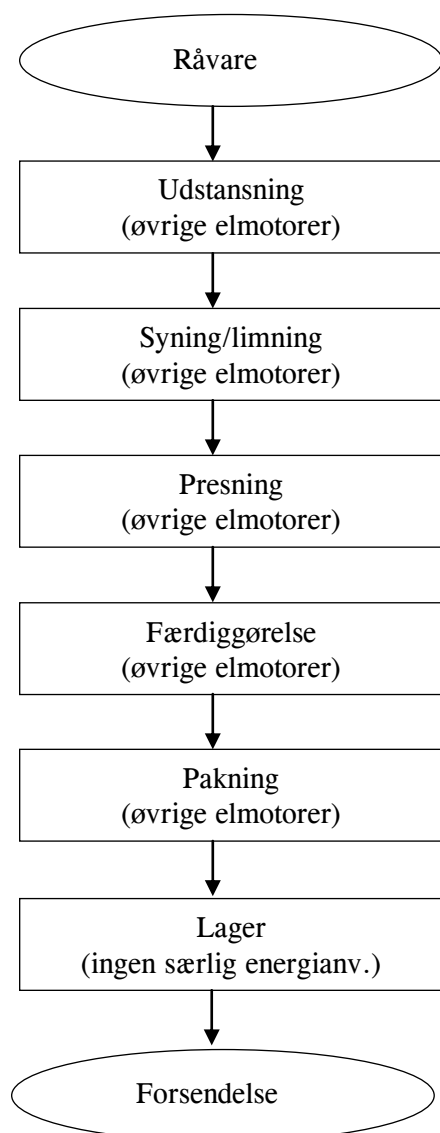 Råvare
Udstansning
(øvrige elmotorer)
Syning/limning
(øvrige elmotorer)
Presning
(øvrige elmotorer)
Færdiggørelse
(øvrige elmotorer)
Pakning
(øvrige elmotorer)
Lager
(ingen særlig energianv.)
Forsendelse